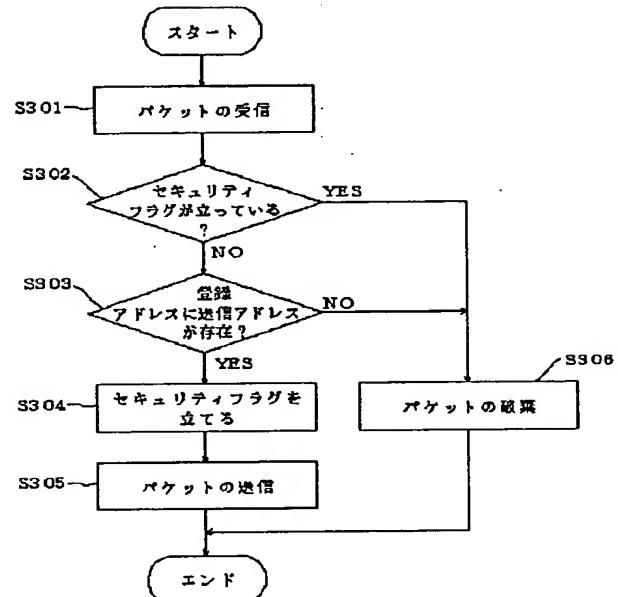 スタート
S301
パケットの受信
S302
セキュリティ
フラグが立っている
?
YES
NO
S303
登録
アドレスに送信アドレス
が存在?
NO
YES
S306
S304
セキュリティフラグを
立てる
パケットの破棄
S305
パケットの送信
エンド